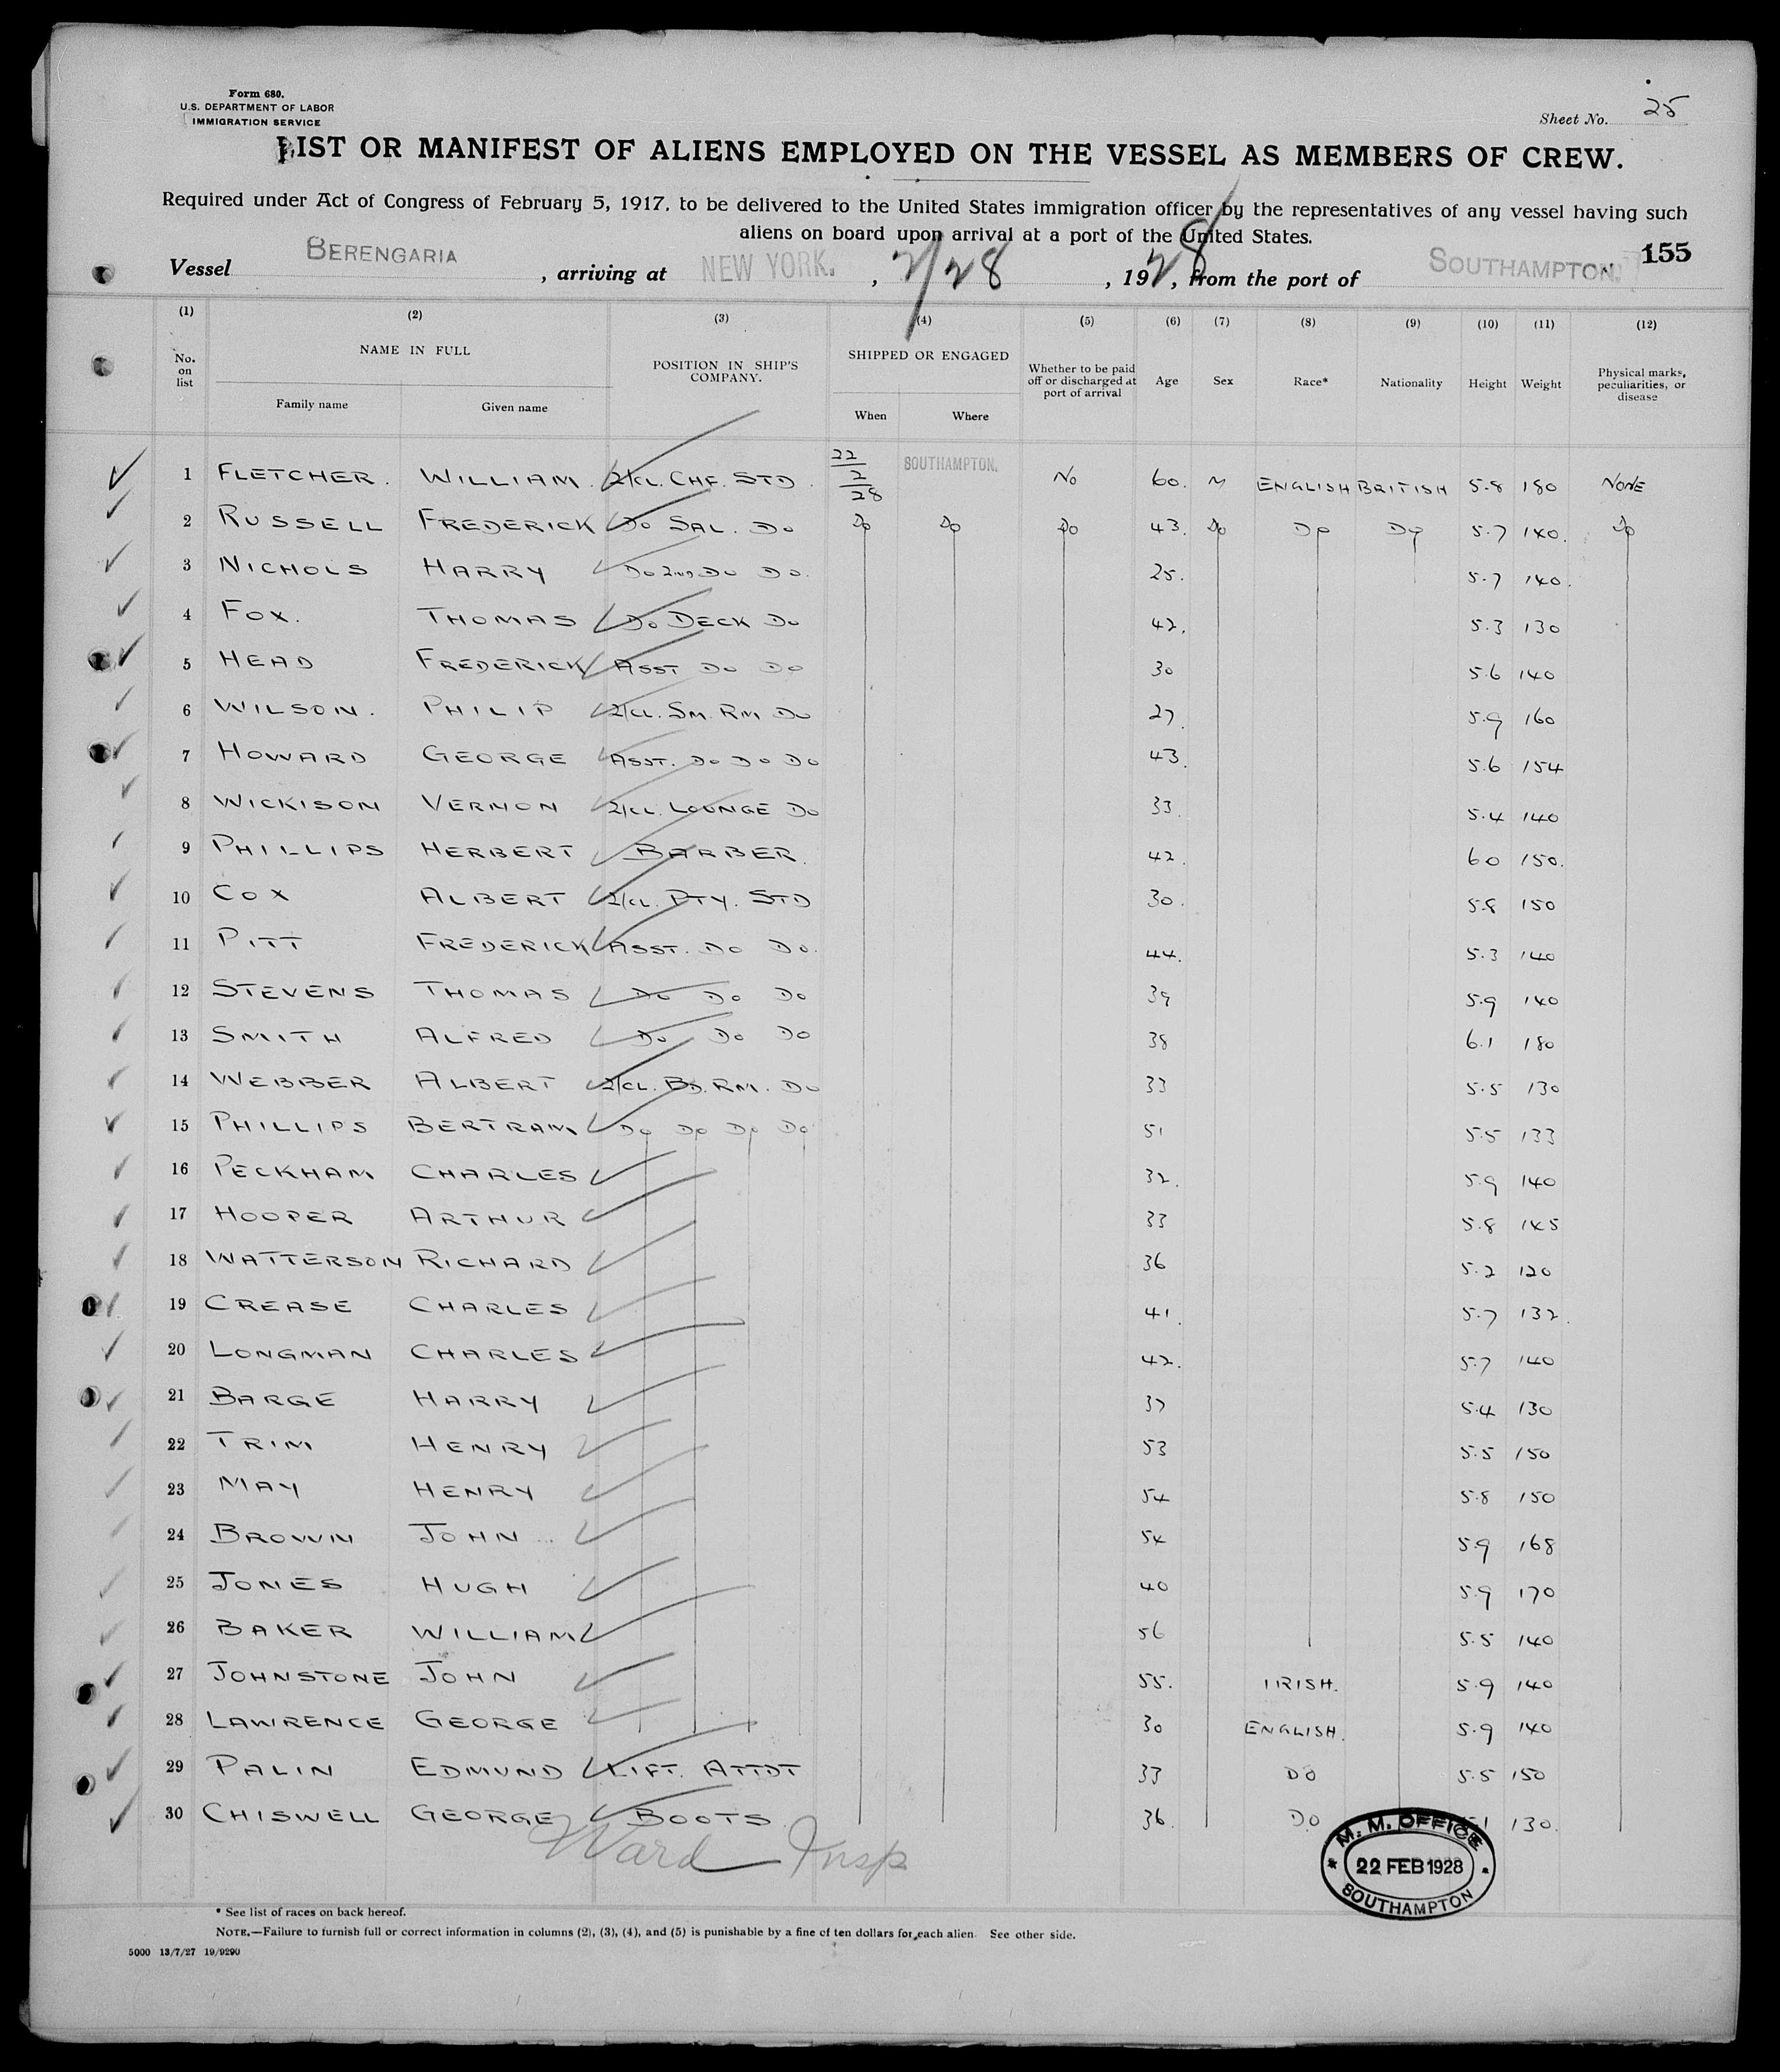 Form 680.
U.S. DEPARTMENT OF LABOR
IMMIGRATION SERVICE
Sheet No. 25
LIST OR MANIFEST OF ALIENS EMPLOYED ON THE VESSEL AS MEMBERS OF CREW.
Required under Act of Congress of February 5, 1917, to be delivered to the United States immigration officer by the representatives of any vessel having such
aliens on board upon arrival at a port of the United States.
155
Vessel BERENGARIA, arriving at NEW YORK., 2/28, 1928, from the port of SOUTHAMPTON.
(1) (2) (3) (4) (5) (6) (7) (8) (9) (10) (11) (12)
No. on list NAME IN FULL POSITION IN SHIP'S COMPANY. SHIPPED OR ENGAGED Whether to be paid off or discharged at port of arrival Age Sex Race* Nationality Height Weight Physical marks, peculiarities, or disease
Family name Given name When Where
1 FLETCHER. WILLIAM. 2/CL. CHF. STD. 22/2/28 SOUTHAMPTON. NO 60. M ENGLISH BRITISH 5.8 180 NONE
2 RUSSELL FREDERICK DO SAL. DO DO DO DO 43. DO DO DO 5.7 140. DO
3 NICHOLS HARRY DO 2ND DO DO. 25. 5.7 140.
4 FOX. THOMAS DO DECK DO 42. 5.3 130
5 HEAD FREDERICK ASST DO DO 30 5.6 140
6 WILSON. PHILIP 2/CL. SM. RM DO 27. 5.9 160
7 HOWARD GEORGE ASST. DO DO DO 43. 5.6 154
8 WICKISON VERNON 2/CL. LOUNGE DO 33. 5.4 140
9 PHILLIPS HERBERT BARBER. 42. 60 150.
10 COX ALBERT 2/CL. PTY. STD 30. 5.8 150
11 PITT FREDERICK ASST. DO DO. 44. 5.3 140
12 STEVENS THOMAS DO DO DO 39 5.9 140
13 SMITH ALFRED DO DO DO 38 6.1 180
14 WEBBER ALBERT 2/CL. BD. RM. DO 33 5.5 130
15 PHILLIPS BERTRAM DO DO DO DO 51 5.5 133
16 PECKHAM CHARLES 32. 5.9 140
17 HOOPER ARTHUR 33 5.8 145
18 WATTERSON RICHARD 36 5.2 120
19 CREASE CHARLES 41. 5.7 132.
20 LONGMAN CHARLES 42. 5.7 140
21 BARGE HARRY 37 5.4 130
22 TRIM HENRY 53 5.5 150
23 MAY HENRY 54 5.8 150
24 BROWN JOHN 54 5.9 168
25 JONES HUGH 40 5.9 170
26 BAKER WILLIAM 56 5.5 140
27 JOHNSTONE JOHN 55. IRISH. 5.9 140
28 LAWRENCE GEORGE 30 ENGLISH. 5.9 140
29 PALIN EDMUND LIFT. ATTDT 33 DO 5.5 150
30 CHISWELL GEORGE BOOTS 36. DO 130.
Ward Insp
M. M. OFFICE
22 FEB 1928
SOUTHAMPTON
* See list of races on back hereof.
NOTE.—Failure to furnish full or correct information in columns (2), (3), (4), and (5) is punishable by a fine of ten dollars for each alien. See other side.
5000 13/7/27 19/9290